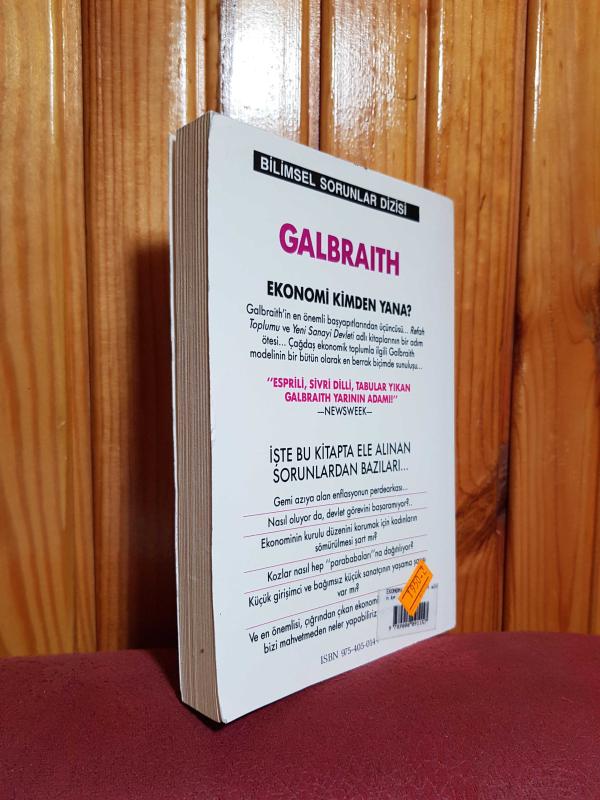 BİLİMSEL SORUNLAR DİZİSİ
GALBRAITH
EKONOMİ KİMDEN YANA?
Galbraith'in en önemli başyapıtlarından üçüncüsü... Refah
Toplumu ve Yeni Sanayi Devleti adlı kitaplarının bir adım
ötesi... Çağdaş ekonomik toplumla ilgili Galbraith
modelinin bir bütün olarak en berrak biçimde sunuluşu...
"ESPRİLİ, SİVRİ DİLLİ, TABULAR YIKAN
GALBRAITH YARININ ADAMI!"
—NEWSWEEK—
İŞTE BU KİTAPTA ELE ALINAN
SORUNLARDAN BAZILARI...
Gemi azıya alan enflasyonun perdearkası...
Nasıl oluyor da, devlet görevini başaramıyor?..
Ekonominin kurulu düzenini korumak için kadınların
sömürülmesi şart mı?
Kozlar nasıl hep "parababaları"na dağıtılıyor?
Küçük girişimci ve bağımsız küçük sanatçının yaşama şansı
var mı?
Ve en önemlisi, çığrından çıkan ekonomi
bizi mahvetmeden neler yapabiliriz
ISBN 975-405-014